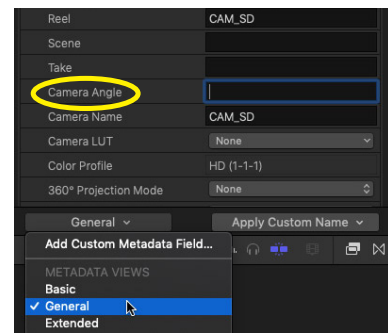 Reel CAM_SD
Scene
Take
Camera Angle
Camera Name CAM_SD
Camera LUT None
Color Profile HD (1-1-1)
360° Projection Mode None
General Apply Custom Name
Add Custom Metadata Field...
METADATA VIEWS
Basic
✓ General
Extended